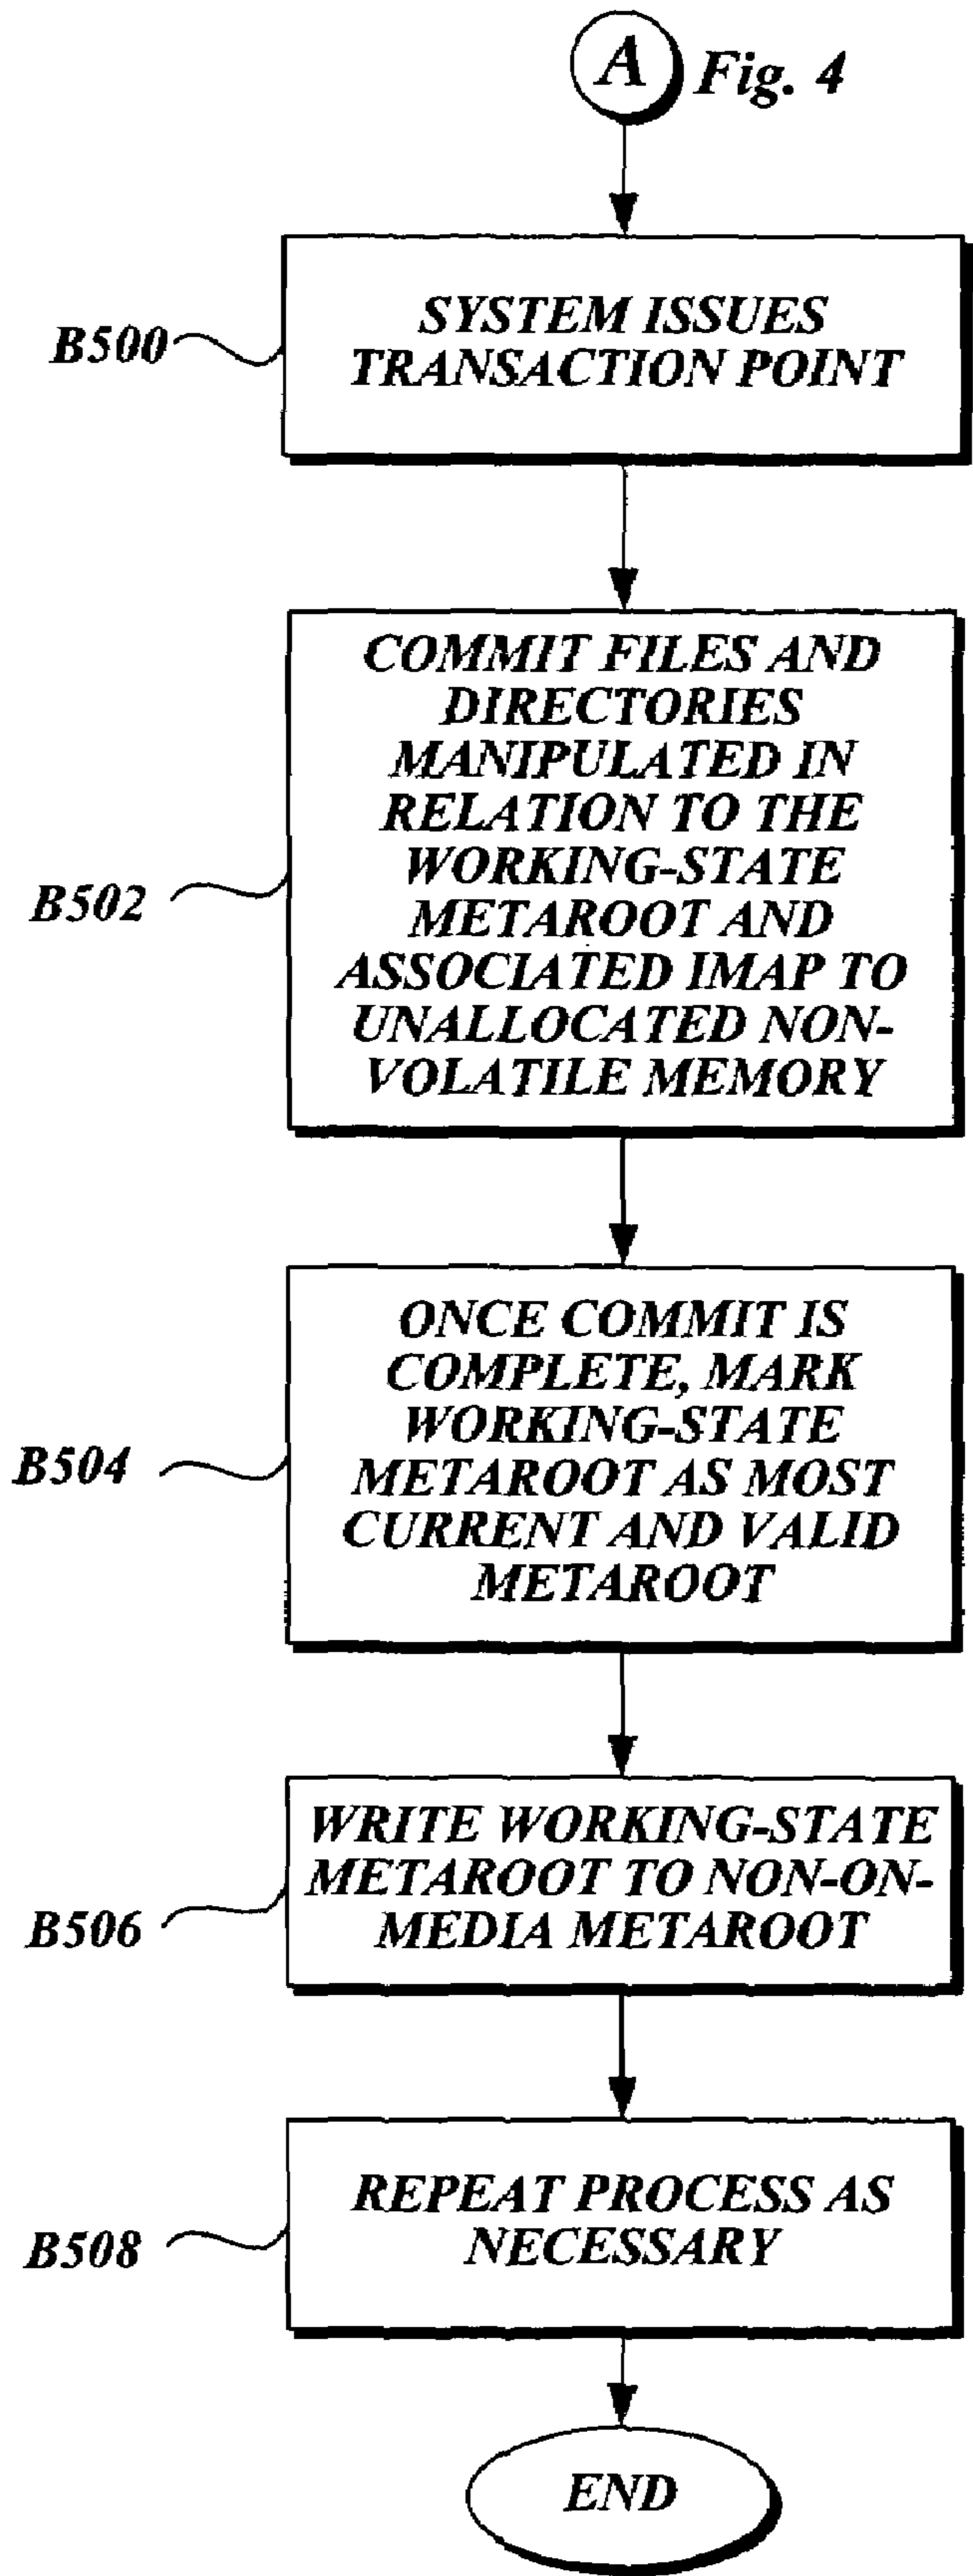 A Fig. 4
SYSTEM ISSUES
TRANSACTION POINT
B500
COMMIT FILES AND
DIRECTORIES
MANIPULATED IN
RELATION TO THE
WORKING-STATE
METAROOT AND
ASSOCIATED IMAP TO
UNALLOCATED NON-
VOLATILE MEMORY
B502
ONCE COMMIT IS
COMPLETE, MARK
WORKING-STATE
METAROOT AS MOST
CURRENT AND VALID
METAROOT
B504
WRITE WORKING-STATE
METAROOT TO NON-ON-
MEDIA METAROOT
B506
REPEAT PROCESS AS
NECESSARY
B508
END